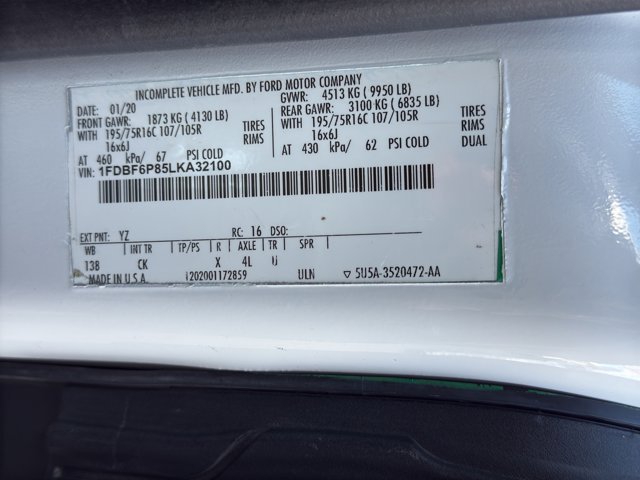 INCOMPLETE VEHICLE MFD. BY FORD MOTOR COMPANY
DATE: 01/20 GVWR: 4513 KG ( 9950 LB)
FRONT GAWR: 1873 KG ( 4130 LB) REAR GAWR: 3100 KG ( 6835 LB)
WITH 195/75R16C 107/105R TIRES WITH 195/75R16C 107/105R TIRES
16x6J RIMS 16x6J RIMS
AT 460 kPa/ 67 PSI COLD AT 430 kPa/ 62 PSI COLD DUAL
VIN: 1FDBF6P85LKA32100
EXT PNT: YZ RC: 16 DSO:
WB INT TR TP/PS R AXLE TR SPR
138 CK X 4L U
MADE IN U.S.A. 202001172859 ULN ▽ 5U5A-3520472-AA